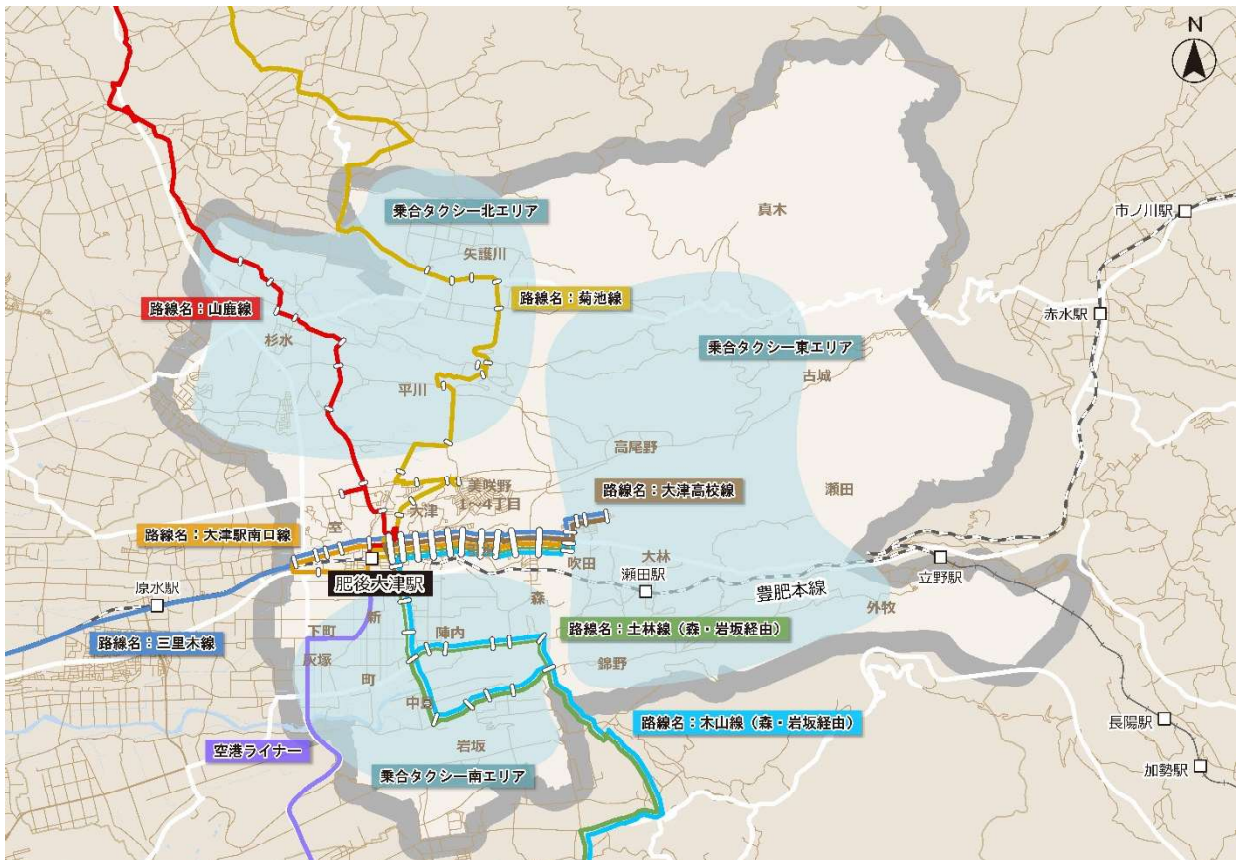 N
乗合タクシー北エリア
真木
市ノ川駅
矢護川
路線名：山鹿線
路線名：菊池線
赤水駅
杉水
乗合タクシー東エリア
古城
平川
高尾野
美咲野
1～4丁目
瀬田
大津
路線名：大津高校線
室
路線名：大津駅南口線
吹田
大林
肥後大津駅
瀬田駅
立野駅
原水駅
豊肥本線
森
外牧
新
下町
陣内
路線名：土林線（森・岩坂経由）
路線名：三里木線
灰塚
錦野
町
中島
路線名：木山線（森・岩坂経由）
長陽駅
空港ライナー
岩坂
加勢駅
乗合タクシー南エリア